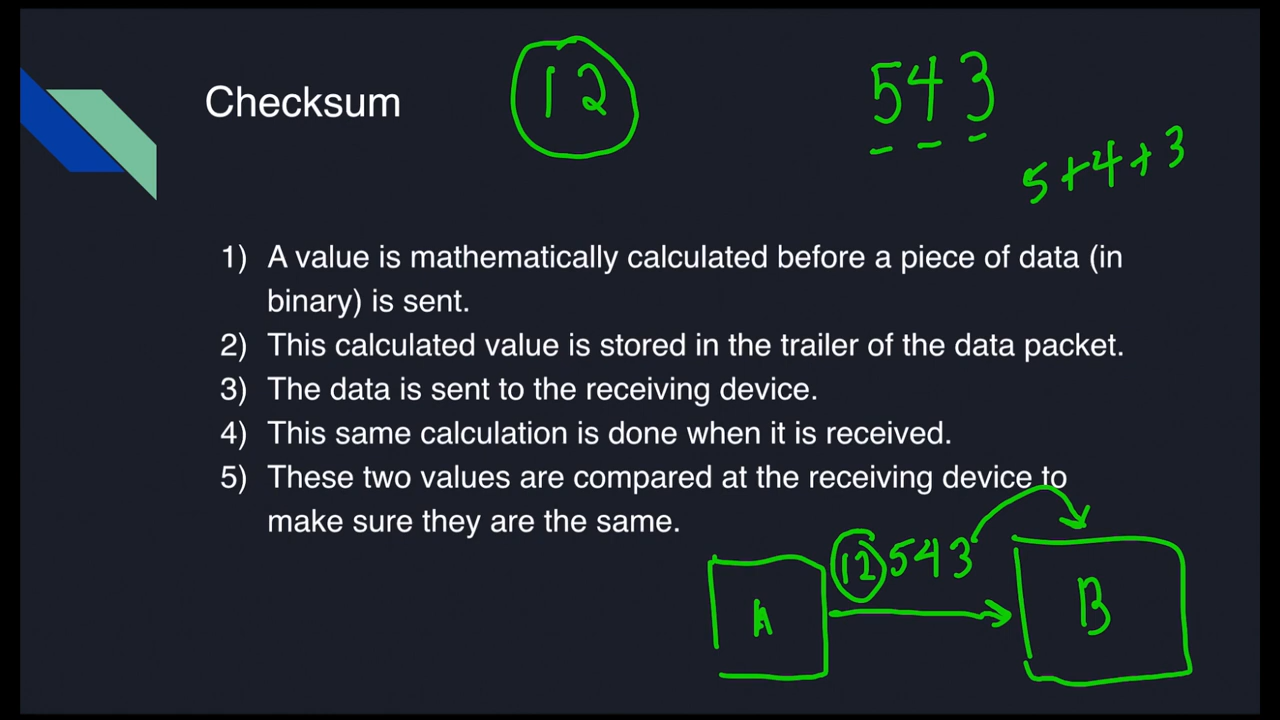 Checksum
12
543
5+4+3
1) A value is mathematically calculated before a piece of data (in
binary) is sent.
2) This calculated value is stored in the trailer of the data packet.
3) The data is sent to the receiving device.
4) This same calculation is done when it is received.
5) These two values are compared at the receiving device to
make sure they are the same.
12 543
A
B